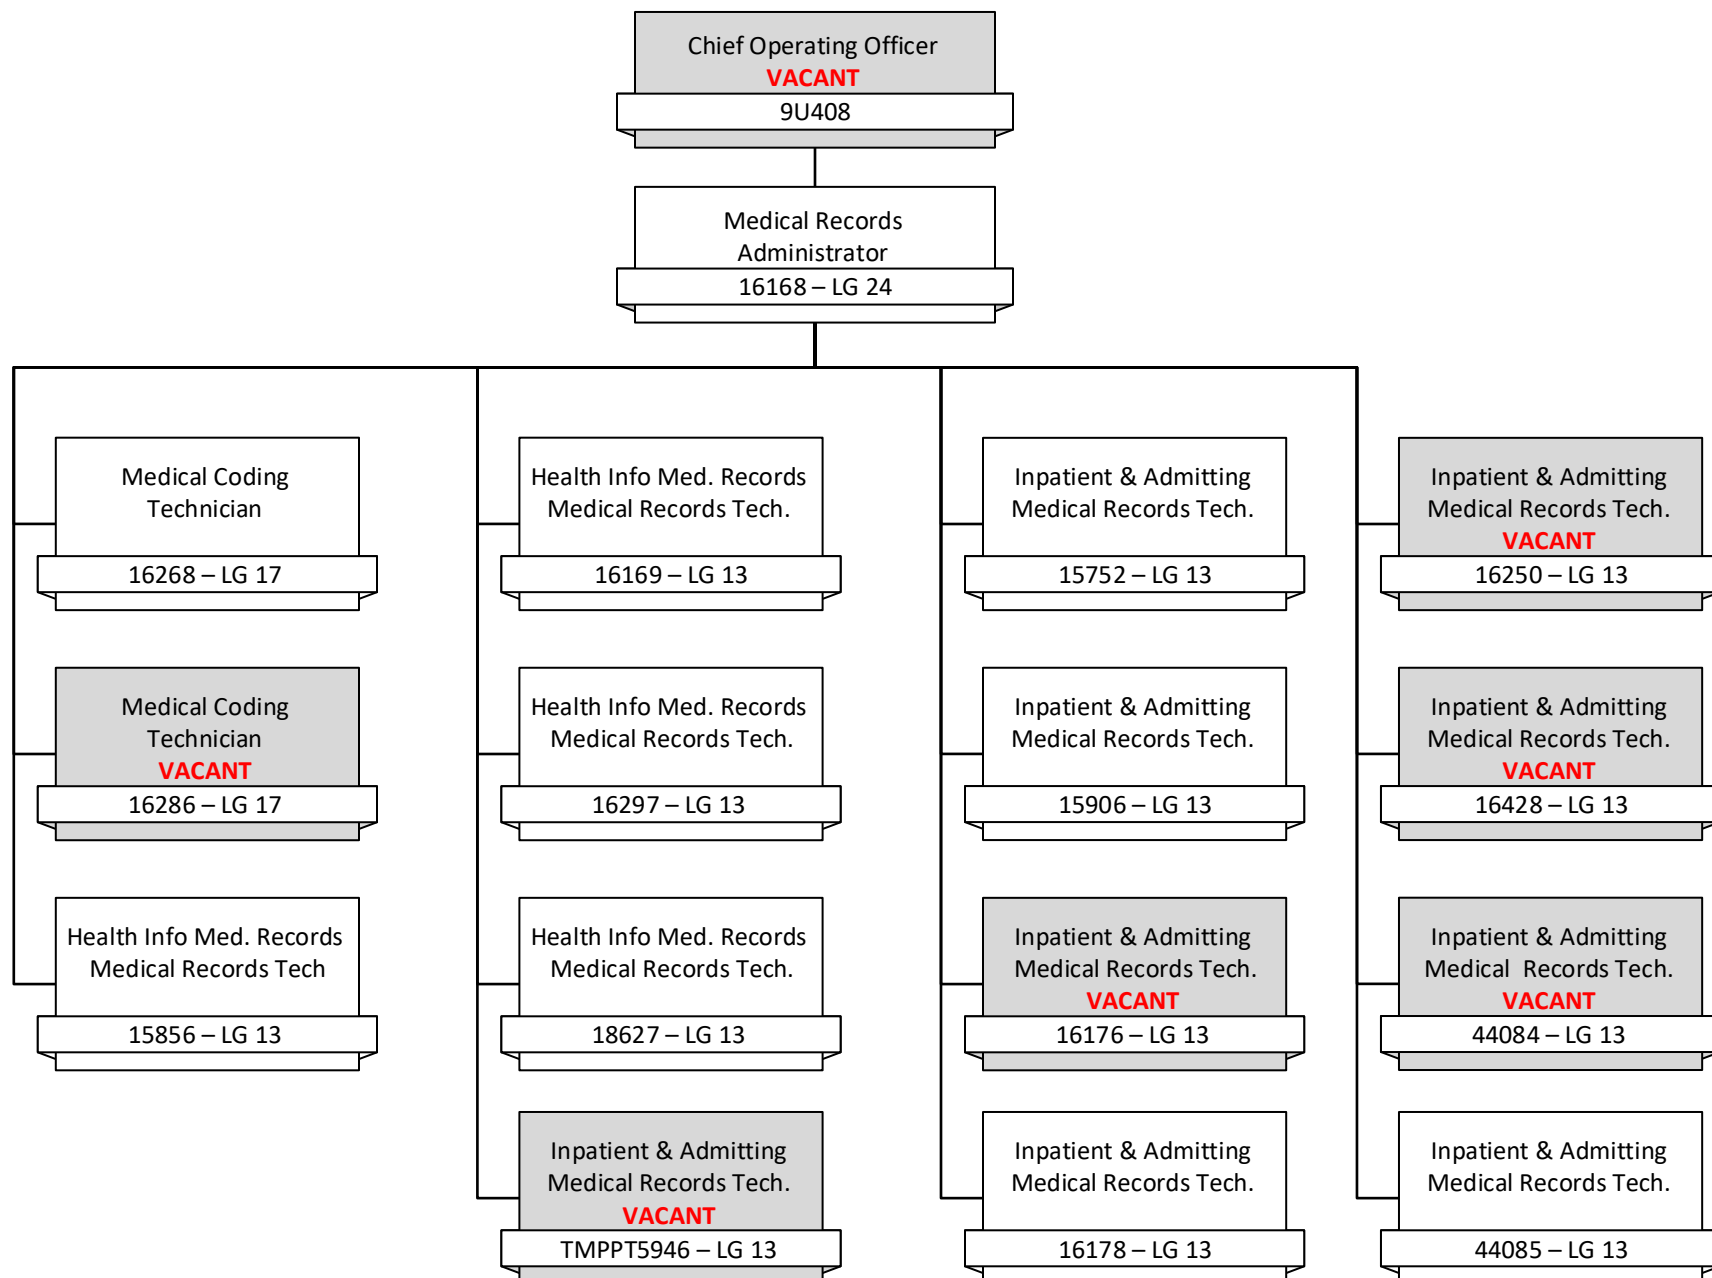 Chief Operating Officer
VACANT
9U408
Medical Records
Administrator
16168 – LG 24
Medical Coding
Technician
16268 – LG 17
Medical Coding
Technician
VACANT
16286 – LG 17
Health Info Med. Records
Medical Records Tech
15856 – LG 13
Health Info Med. Records
Medical Records Tech.
16169 – LG 13
Health Info Med. Records
Medical Records Tech.
16297 – LG 13
Health Info Med. Records
Medical Records Tech.
18627 – LG 13
Inpatient & Admitting
Medical Records Tech.
VACANT
TMPPT5946 – LG 13
Inpatient & Admitting
Medical Records Tech.
15752 – LG 13
Inpatient & Admitting
Medical Records Tech.
15906 – LG 13
Inpatient & Admitting
Medical Records Tech.
VACANT
16176 – LG 13
Inpatient & Admitting
Medical Records Tech.
16178 – LG 13
Inpatient & Admitting
Medical Records Tech.
VACANT
16250 – LG 13
Inpatient & Admitting
Medical Records Tech.
VACANT
16428 – LG 13
Inpatient & Admitting
Medical  Records Tech.
VACANT
44084 – LG 13
Inpatient & Admitting
Medical Records Tech.
44085 – LG 13